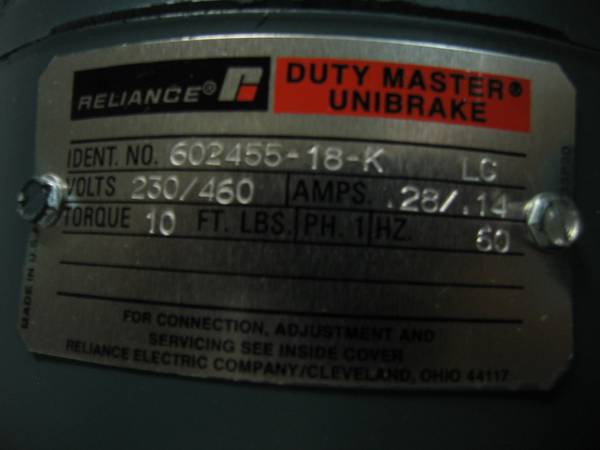 RELIANCE® R DUTY MASTER®
UNIBRAKE
IDENT. NO. 602455-18-K LG
VOLTS 230/460 AMPS. .28/.14
TORQUE 10 FT. LBS. PH. 1 HZ. 60
MADE IN U.S.A.
FOR CONNECTION, ADJUSTMENT AND
SERVICING SEE INSIDE COVER
RELIANCE ELECTRIC COMPANY/CLEVELAND, OHIO 44117